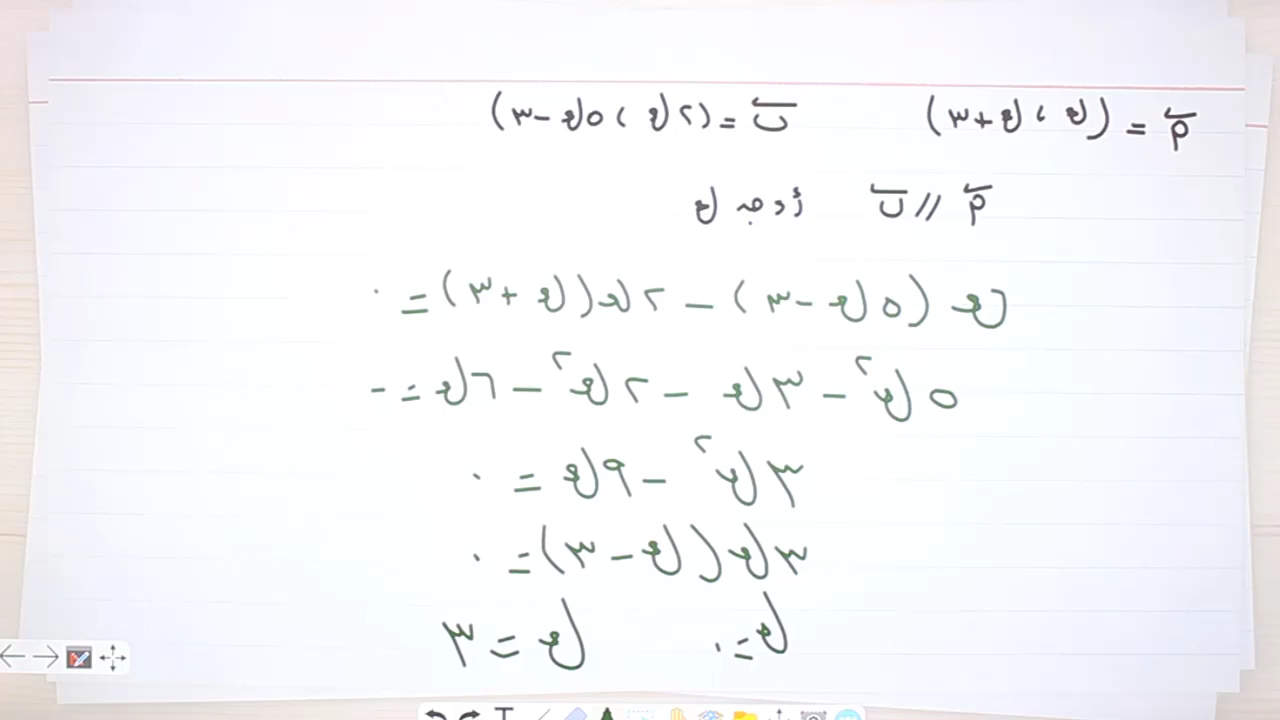 م = (ك ، ك + ٣) ب = (٢ك ، ٥ك - ٣)
م // ب أوجد ك
ك (٥ك - ٣) - ٢ك (ك + ٣) = ٠
٥ك٢ - ٣ك - ٢ك٢ - ٦ك = ٠
٣ك٢ - ٩ك = ٠
٣ك (ك - ٣) = ٠
ك = ٠ ك = ٣